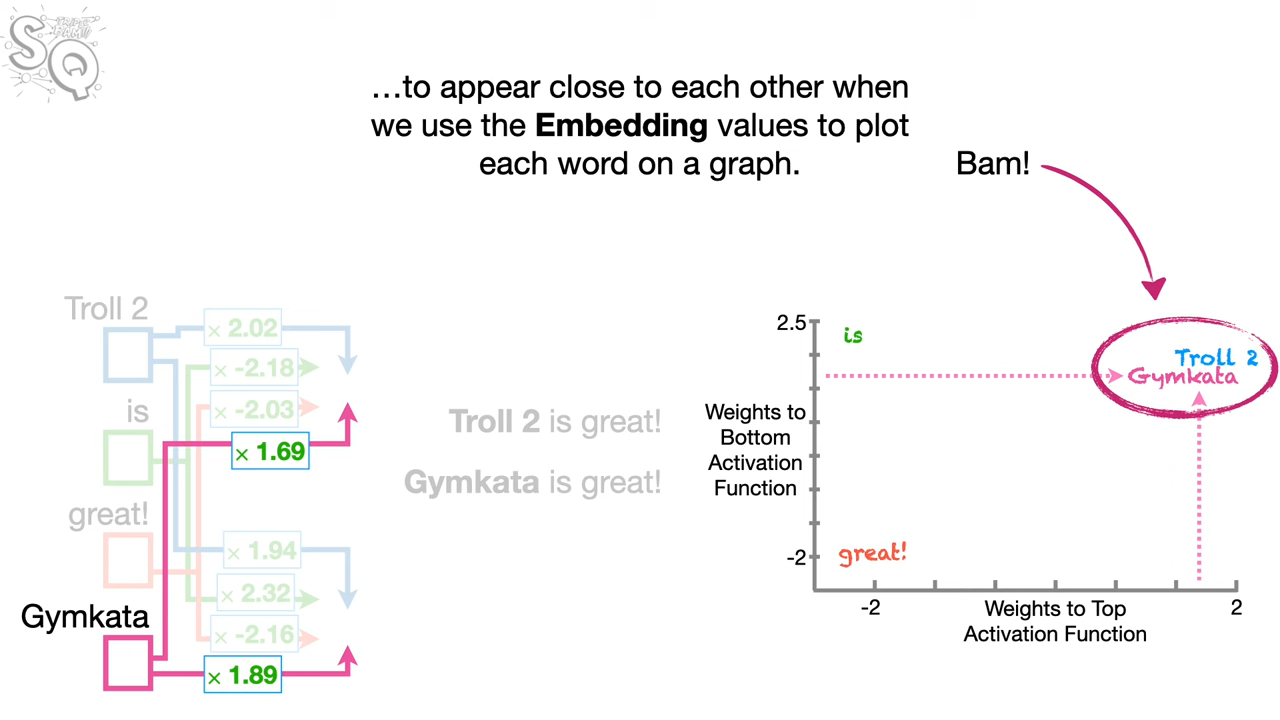 SQ
TRIPLE
BAM!!
…to appear close to each other when
we use the Embedding values to plot
each word on a graph.
Bam!
Troll 2
× 2.02
× -2.18
is
× -2.03
× 1.69
great!
× 1.94
× 2.32
Gymkata
× -2.16
× 1.89
Troll 2 is great!
Gymkata is great!
2.5
is
Troll 2
Gymkata
Weights to
Bottom
Activation
Function
-2
great!
-2
Weights to Top
Activation Function
2